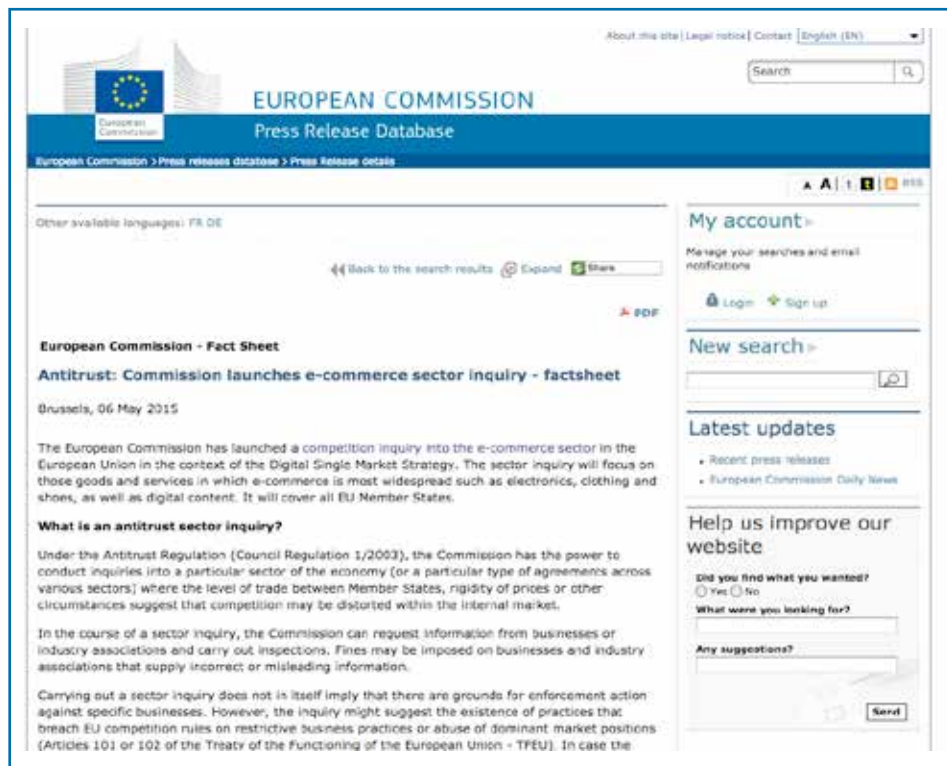 About this site | Legal notice | Contact | English (EN)
Search
European
Commission
EUROPEAN COMMISSION
Press Release Database
European Commission > Press releases database > Press Release details
A A
RSS
Other available languages: FR DE
Back to the search results Expand Share
PDF
European Commission - Fact Sheet
Antitrust: Commission launches e-commerce sector inquiry - factsheet
Brussels, 06 May 2015
The European Commission has launched a competition inquiry into the e-commerce sector in the
European Union in the context of the Digital Single Market Strategy. The sector inquiry will focus on
those goods and services in which e-commerce is most widespread such as electronics, clothing and
shoes, as well as digital content. It will cover all EU Member States.
What is an antitrust sector inquiry?
Under the Antitrust Regulation (Council Regulation 1/2003), the Commission has the power to
conduct inquiries into a particular sector of the economy (or a particular type of agreements across
various sectors) where the level of trade between Member States, rigidity of prices or other
circumstances suggest that competition may be distorted within the internal market.
In the course of a sector inquiry, the Commission can request information from businesses or
industry associations and carry out inspections. Fines may be imposed on businesses and industry
associations that supply incorrect or misleading information.
Carrying out a sector inquiry does not in itself imply that there are grounds for enforcement action
against specific businesses. However, the inquiry might suggest the existence of practices that
breach EU competition rules on restrictive business practices or abuse of dominant market positions
(Articles 101 or 102 of the Treaty of the Functioning of the European Union - TFEU). In case the
My account
Manage your searches and email
notifications
Login Sign up
New search
Latest updates
Recent press releases
European Commission Daily News
Help us improve our
website
Did you find what you wanted?
Yes No
What were you looking for?
Any suggestions?
Send